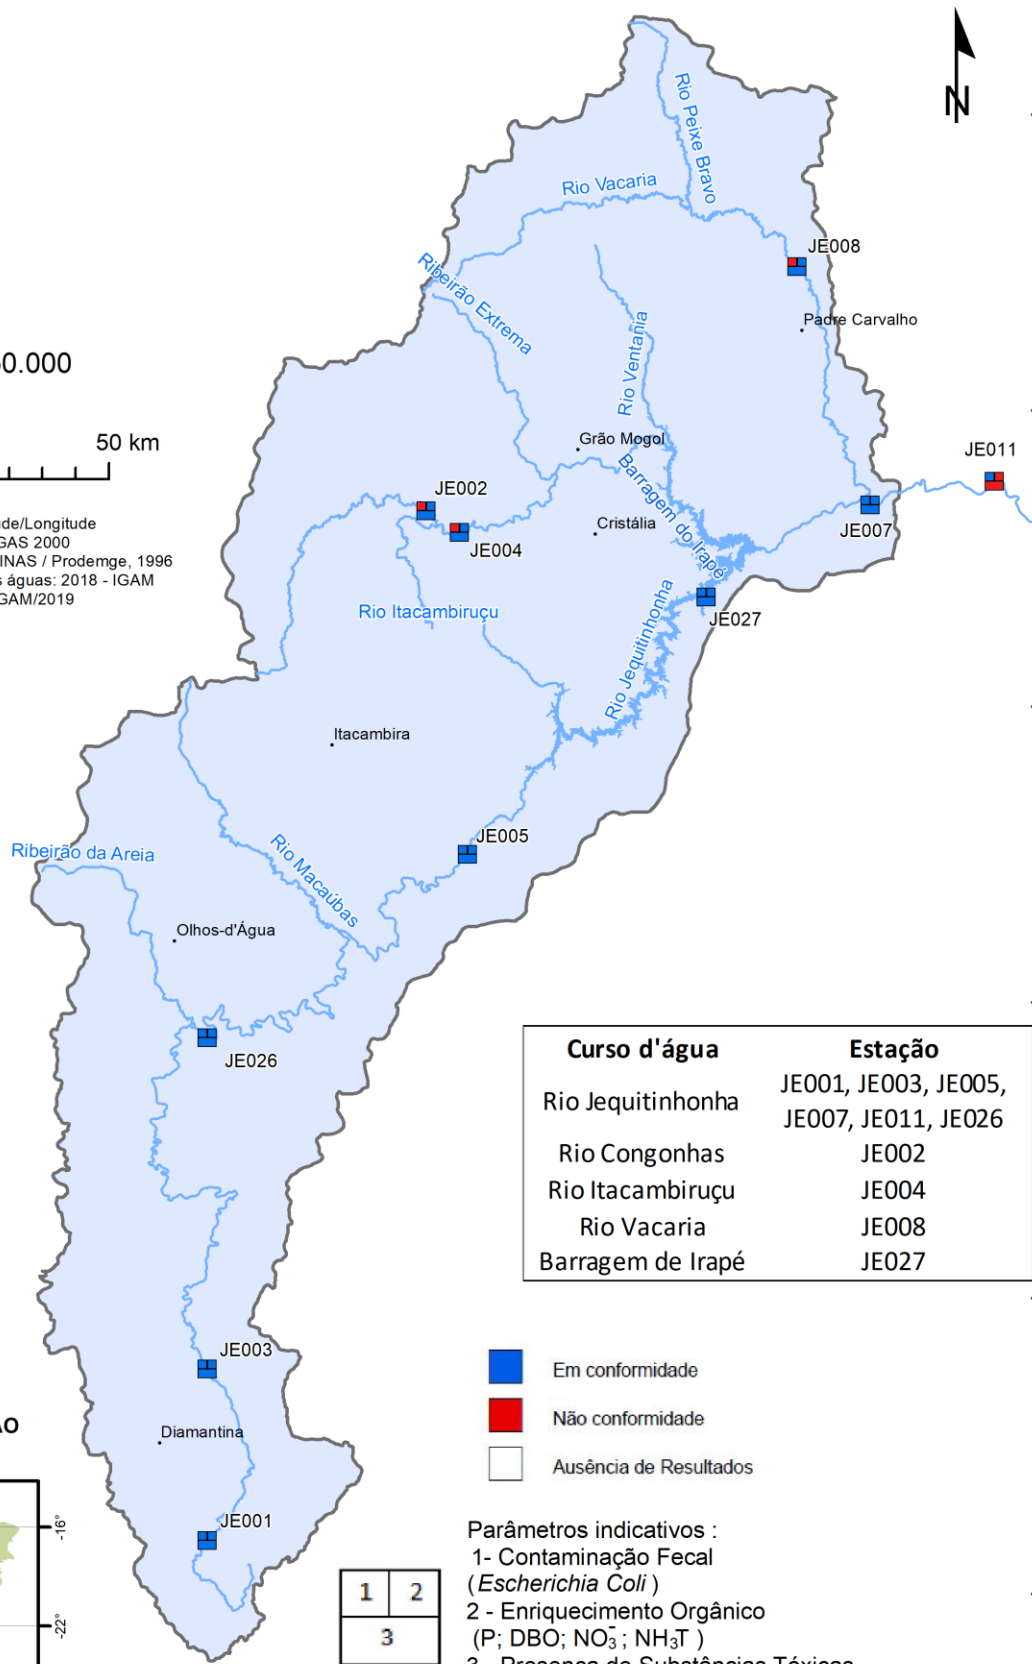 N
Rio Peixe Bravo
Rio Vacaria
JE008
Ribeirão Extrema
Padre Carvalho
Rio Ventania
0.000
50 km
Grão Mogol
JE011
Barragem do Irapé
JE002
de/Longitude
GAS 2000
INAS / Prodemge, 1996
s águas: 2018 - IGAM
GAM/2019
Cristália
JE007
JE004
Rio Itacambiruçu
JE027
Rio Jequitinhonha
Itacambira
JE005
Ribeirão da Areia
Rio Macaúbas
Olhos-d'Água
JE026
Curso d'água Estação
Rio Jequitinhonha JE001, JE003, JE005,
JE007, JE011, JE026
Rio Congonhas JE002
Rio Itacambiruçu JE004
Rio Vacaria JE008
Barragem de Irapé JE027
JE003
Em conformidade
Não conformidade
Ausência de Resultados
Diamantina
JE001
-16°
-22°
Parâmetros indicativos :
1- Contaminação Fecal
(Escherichia Coli )
2 - Enriquecimento Orgânico
(P; DBO; NO₃⁻; NH₃T )
3 - Presença de Substâncias Tóxicas
1 2
3